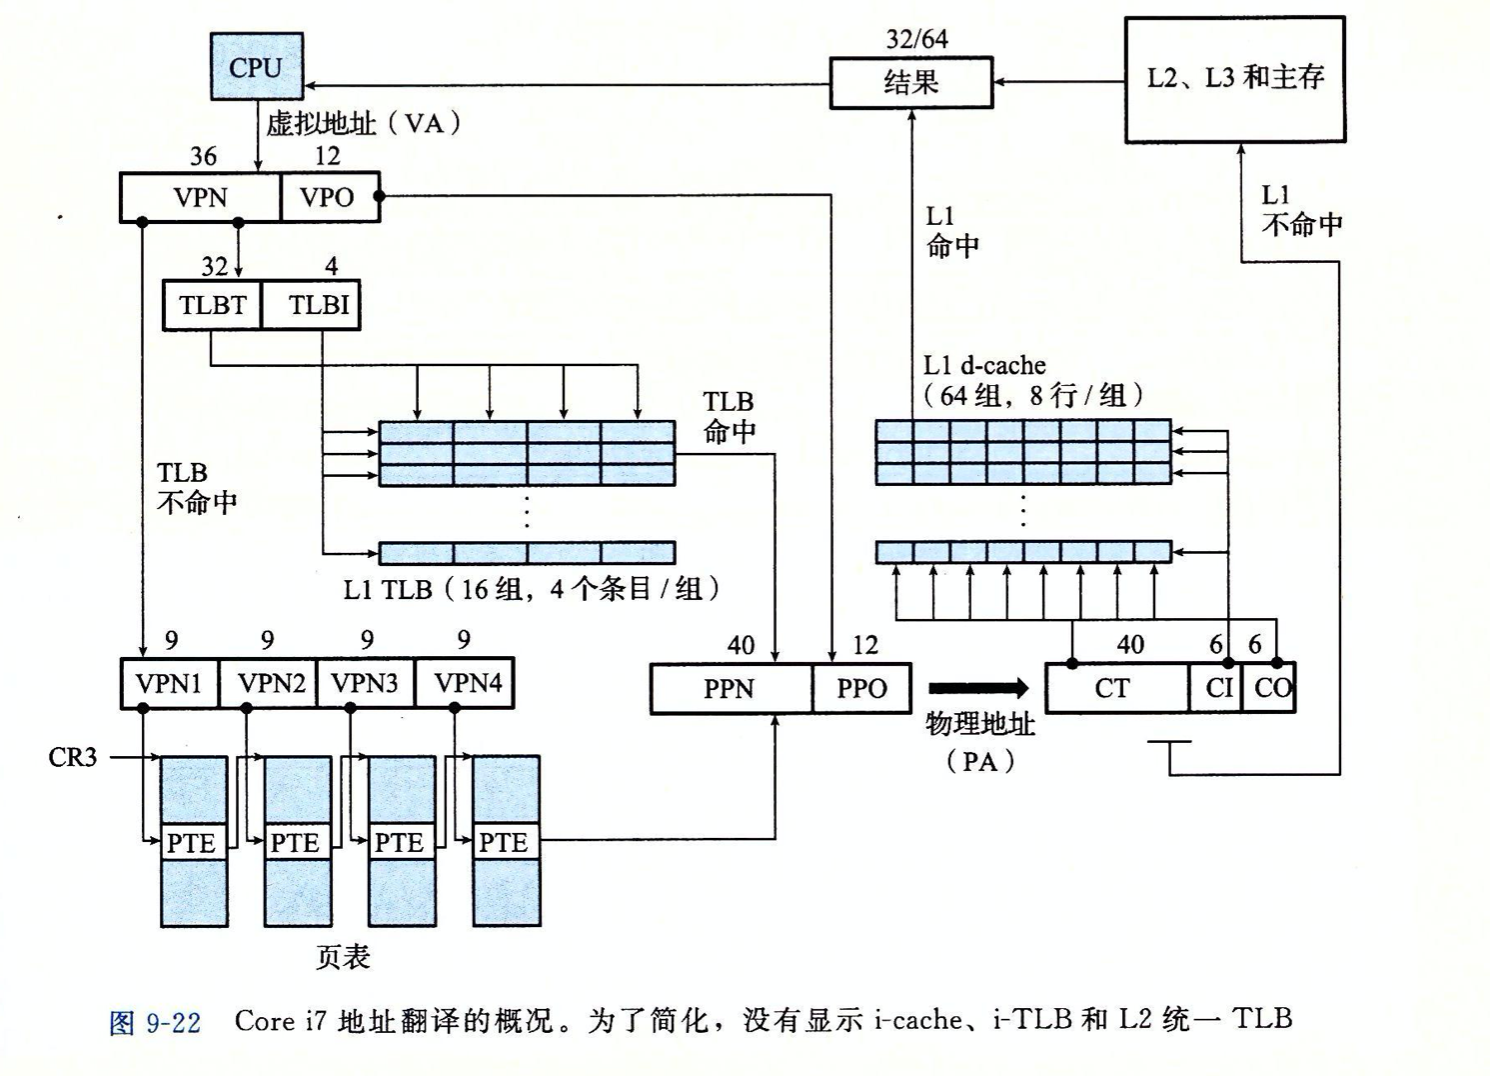 CPU
虚拟地址（VA）
32/64
结果
L2、L3 和主存
36 12
VPN VPO
L1
命中
L1
不命中
32 4
TLBT TLBI
TLB
命中
L1 d-cache
（64 组，8 行/组）
TLB
不命中
L1 TLB（16 组，4 个条目/组）
9 9 9 9
VPN1 VPN2 VPN3 VPN4
40 12
PPN PPO
物理地址
（PA）
40 6 6
CT CI CO
CR3
PTE PTE PTE PTE
页表
图 9-22 Core i7 地址翻译的概况。为了简化，没有显示 i-cache、i-TLB 和 L2 统一 TLB